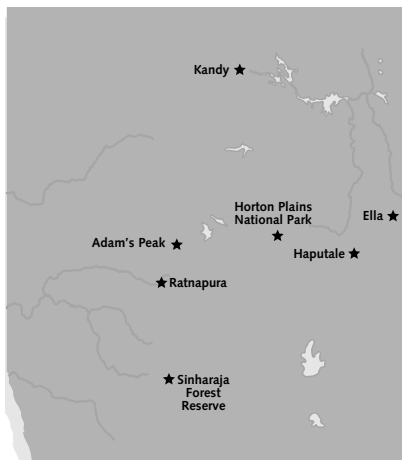 Kandy
Horton Plains
National Park
Ella
Adam's Peak
Haputale
Ratnapura
Sinharaja
Forest
Reserve